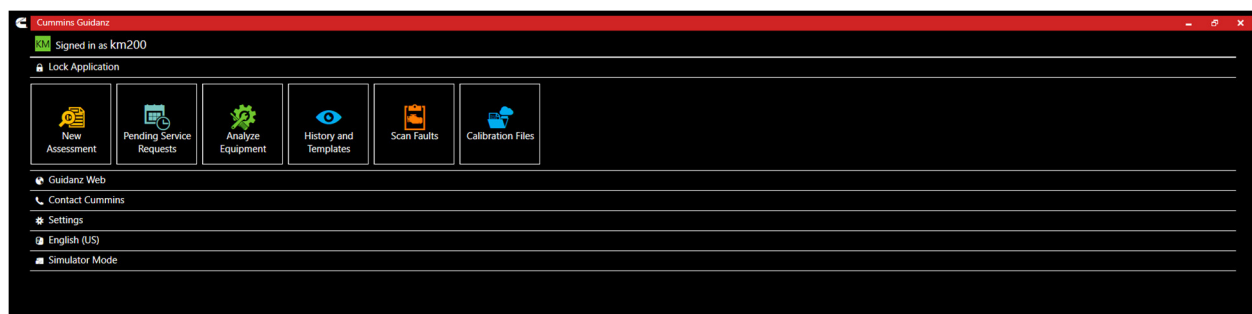 Cummins Guidanz
KM Signed in as km200
Lock Application
New
Assessment
Pending Service
Requests
Analyze
Equipment
History and
Templates
Scan Faults
Calibration Files
Guidanz Web
Contact Cummins
Settings
English (US)
Simulator Mode